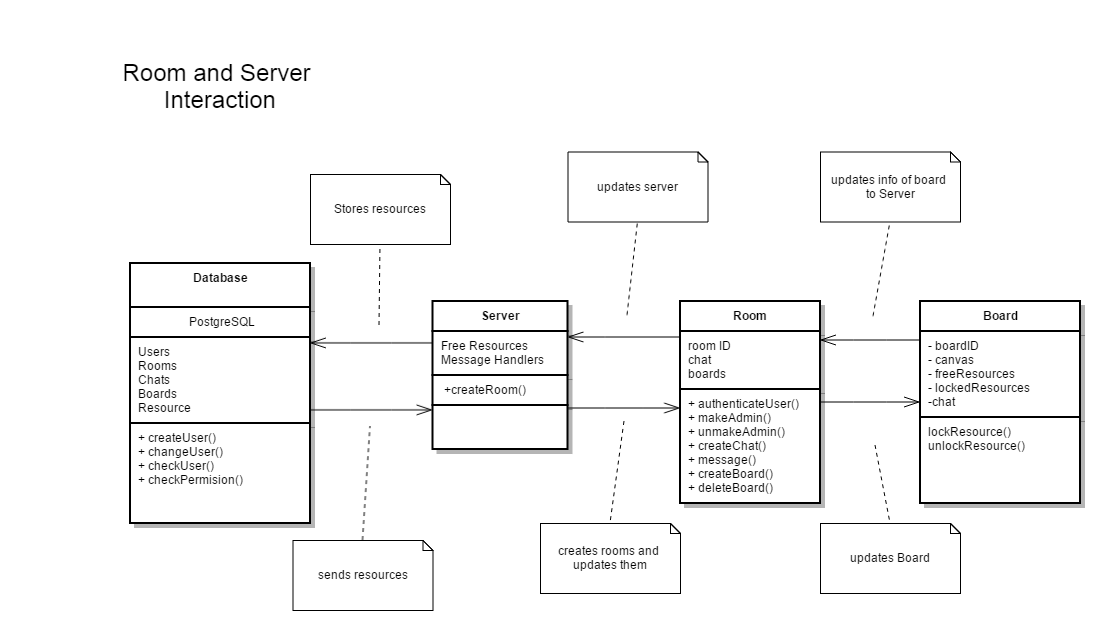 Room and Server
Interaction
Stores resources
updates server
updates info of board
to Server
Database
PostgreSQL
Users
Rooms
Chats
Boards
Resource
+ createUser()
+ changeUser()
+ checkUser()
+ checkPermision()
Server
Free Resources
Message Handlers
+createRoom()
Room
room ID
chat
boards
+ authenticateUser()
+ makeAdmin()
+ unmakeAdmin()
+ createChat()
+ message()
+ createBoard()
+ deleteBoard()
Board
- boardID
- canvas
- freeResources
- lockedResources
-chat
lockResource()
unlockResource()
sends resources
creates rooms and
updates them
updates Board